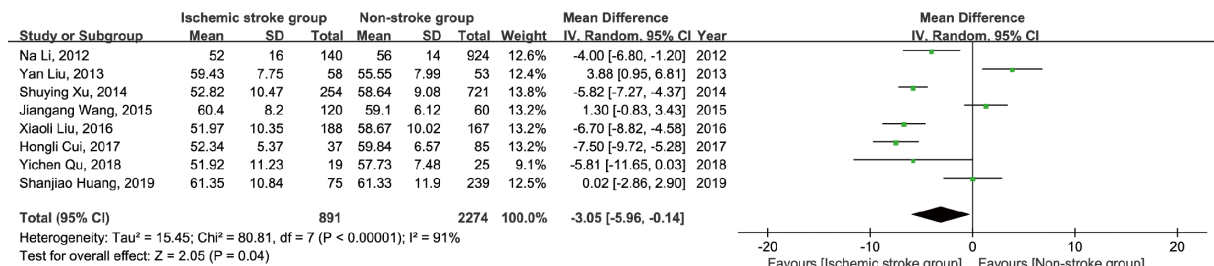 Ischemic stroke group Non-stroke group Mean Difference Mean Difference
Study or Subgroup Mean SD Total Mean SD Total Weight IV, Random, 95% CI Year IV, Random, 95% CI
Na Li, 2012 52 16 140 56 14 924 12.6% -4.00 [-6.80, -1.20] 2012
Yan Liu, 2013 59.43 7.75 58 55.55 7.99 53 12.4% 3.88 [0.95, 6.81] 2013
Shuying Xu, 2014 52.82 10.47 254 58.64 9.08 721 13.8% -5.82 [-7.27, -4.37] 2014
Jiangang Wang, 2015 60.4 8.2 120 59.1 6.12 60 13.2% 1.30 [-0.83, 3.43] 2015
Xiaoli Liu, 2016 51.97 10.35 188 58.67 10.02 167 13.2% -6.70 [-8.82, -4.58] 2016
Hongli Cui, 2017 52.34 5.37 37 59.84 6.57 85 13.2% -7.50 [-9.72, -5.28] 2017
Yichen Qu, 2018 51.92 11.23 19 57.73 7.48 25 9.1% -5.81 [-11.65, 0.03] 2018
Shanjiao Huang, 2019 61.35 10.84 75 61.33 11.9 239 12.5% 0.02 [-2.86, 2.90] 2019
Total (95% CI) 891 2274 100.0% -3.05 [-5.96, -0.14]
Heterogeneity: Tau² = 15.45; Chi² = 80.81, df = 7 (P < 0.00001); I² = 91%
Test for overall effect: Z = 2.05 (P = 0.04)
-20 -10 0 10 20
Favours [Ischemic stroke group] Favours [Non-stroke group]